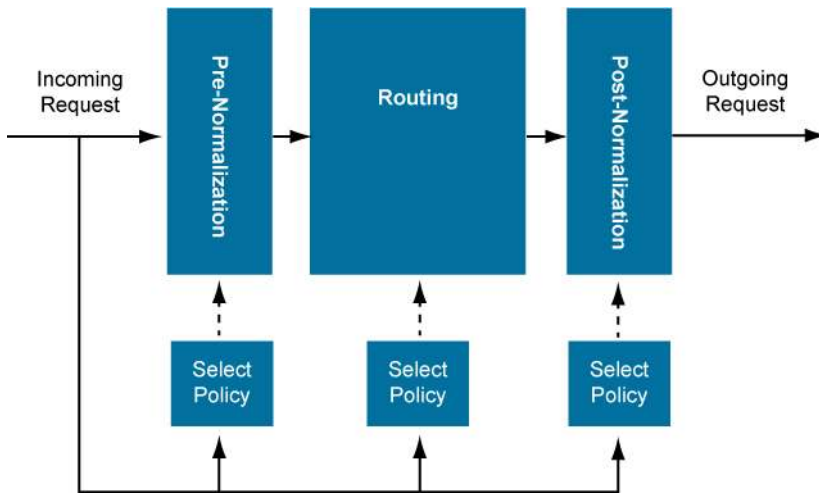 Incoming
Request
Pre-Normalization
Routing
Post-Normalization
Outgoing
Request
Select
Policy
Select
Policy
Select
Policy